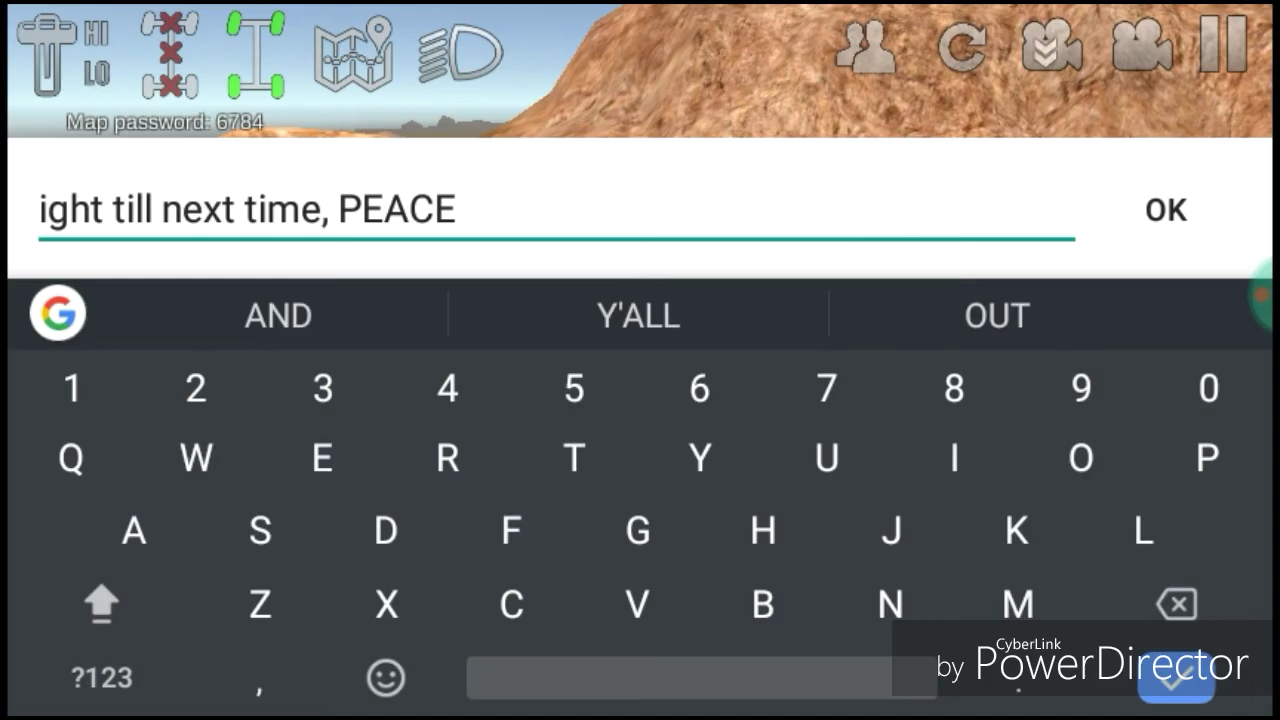 HI
LO
Map password: 6784
ight till next time, PEACE
OK
G
AND
Y'ALL
OUT
1 2 3 4 5 6 7 8 9 0
Q W E R T Y U I O P
A S D F G H J K L
Z X C V B N M
?123 , .
CyberLink
by PowerDirector